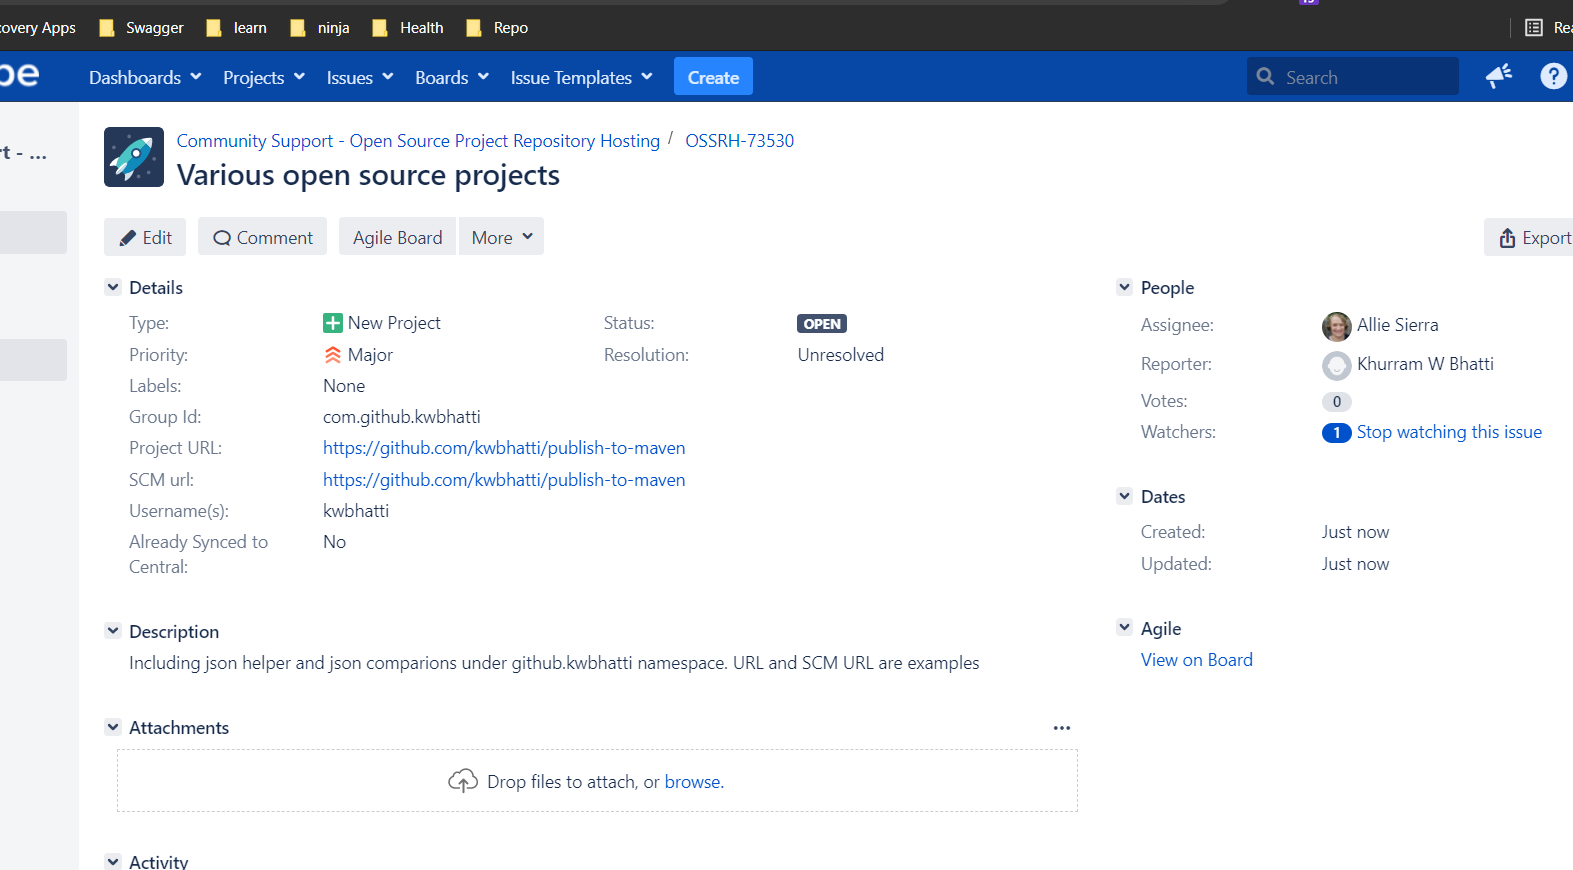 covery Apps Swagger learn ninja Health Repo Rea
pe Dashboards Projects Issues Boards Issue Templates Create Search ?
rt - ...
Community Support - Open Source Project Repository Hosting / OSSRH-73530
Various open source projects
Edit Comment Agile Board More Export
Details
Type: New Project Status: OPEN
Priority: Major Resolution: Unresolved
Labels: None
Group Id: com.github.kwbhatti
Project URL: https://github.com/kwbhatti/publish-to-maven
SCM url: https://github.com/kwbhatti/publish-to-maven
Username(s): kwbhatti
Already Synced to No
Central:
Description
Including json helper and json comparions under github.kwbhatti namespace. URL and SCM URL are examples
Attachments
Drop files to attach, or browse.
Activity
People
Assignee: Allie Sierra
Reporter: Khurram W Bhatti
Votes: 0
Watchers: 1 Stop watching this issue
Dates
Created: Just now
Updated: Just now
Agile
View on Board